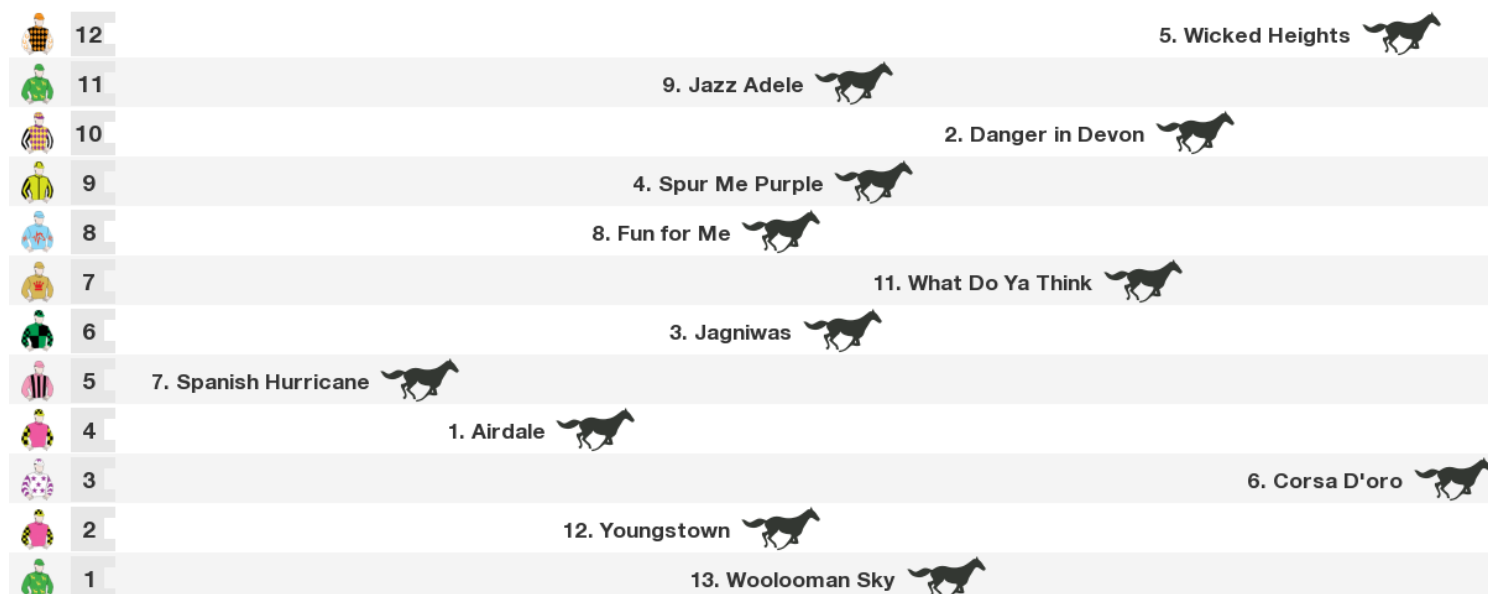 12 5. Wicked Heights
11 9. Jazz Adele
10 2. Danger in Devon
9 4. Spur Me Purple
8 8. Fun for Me
7 11. What Do Ya Think
6 3. Jagniwas
5 7. Spanish Hurricane
4 1. Airdale
3 6. Corsa D'oro
2 12. Youngstown
1 13. Woolooman Sky